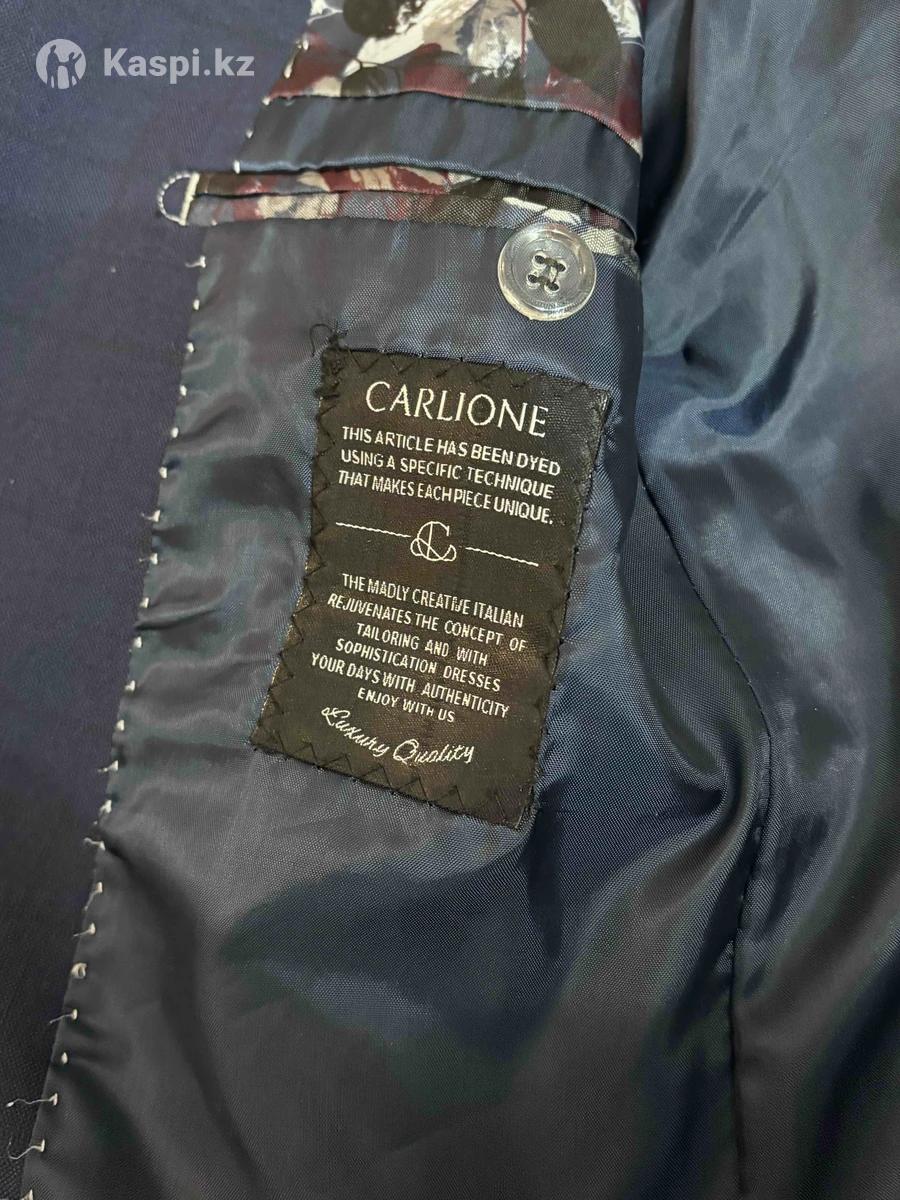 Kaspi.kz
CARLIONE
THIS ARTICLE HAS BEEN DYED
USING A SPECIFIC TECHNIQUE
THAT MAKES EACH PIECE UNIQUE.
THE MADLY CREATIVE ITALIAN
REJUVENATES THE CONCEPT OF
TAILORING AND WITH
SOPHISTICATION DRESSES
YOUR DAYS WITH AUTHENTICITY
ENJOY WITH US
Luxury Quality